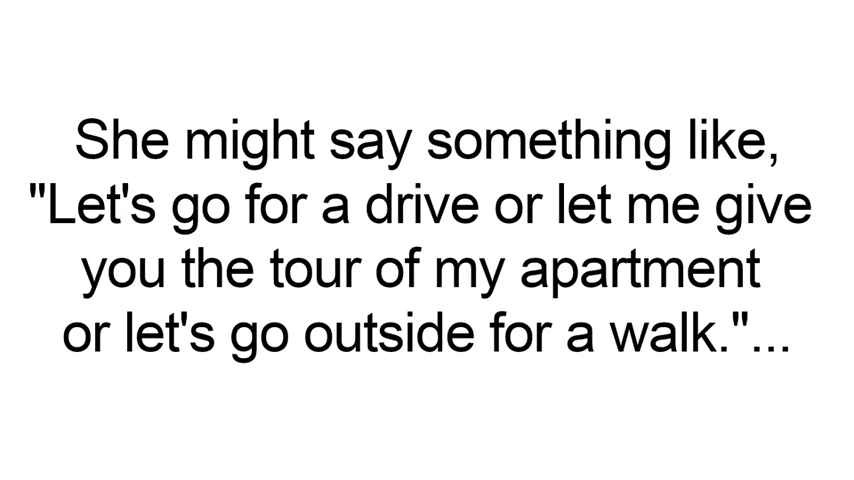 She might say something like,
"Let's go for a drive or let me give
you the tour of my apartment
or let's go outside for a walk."...